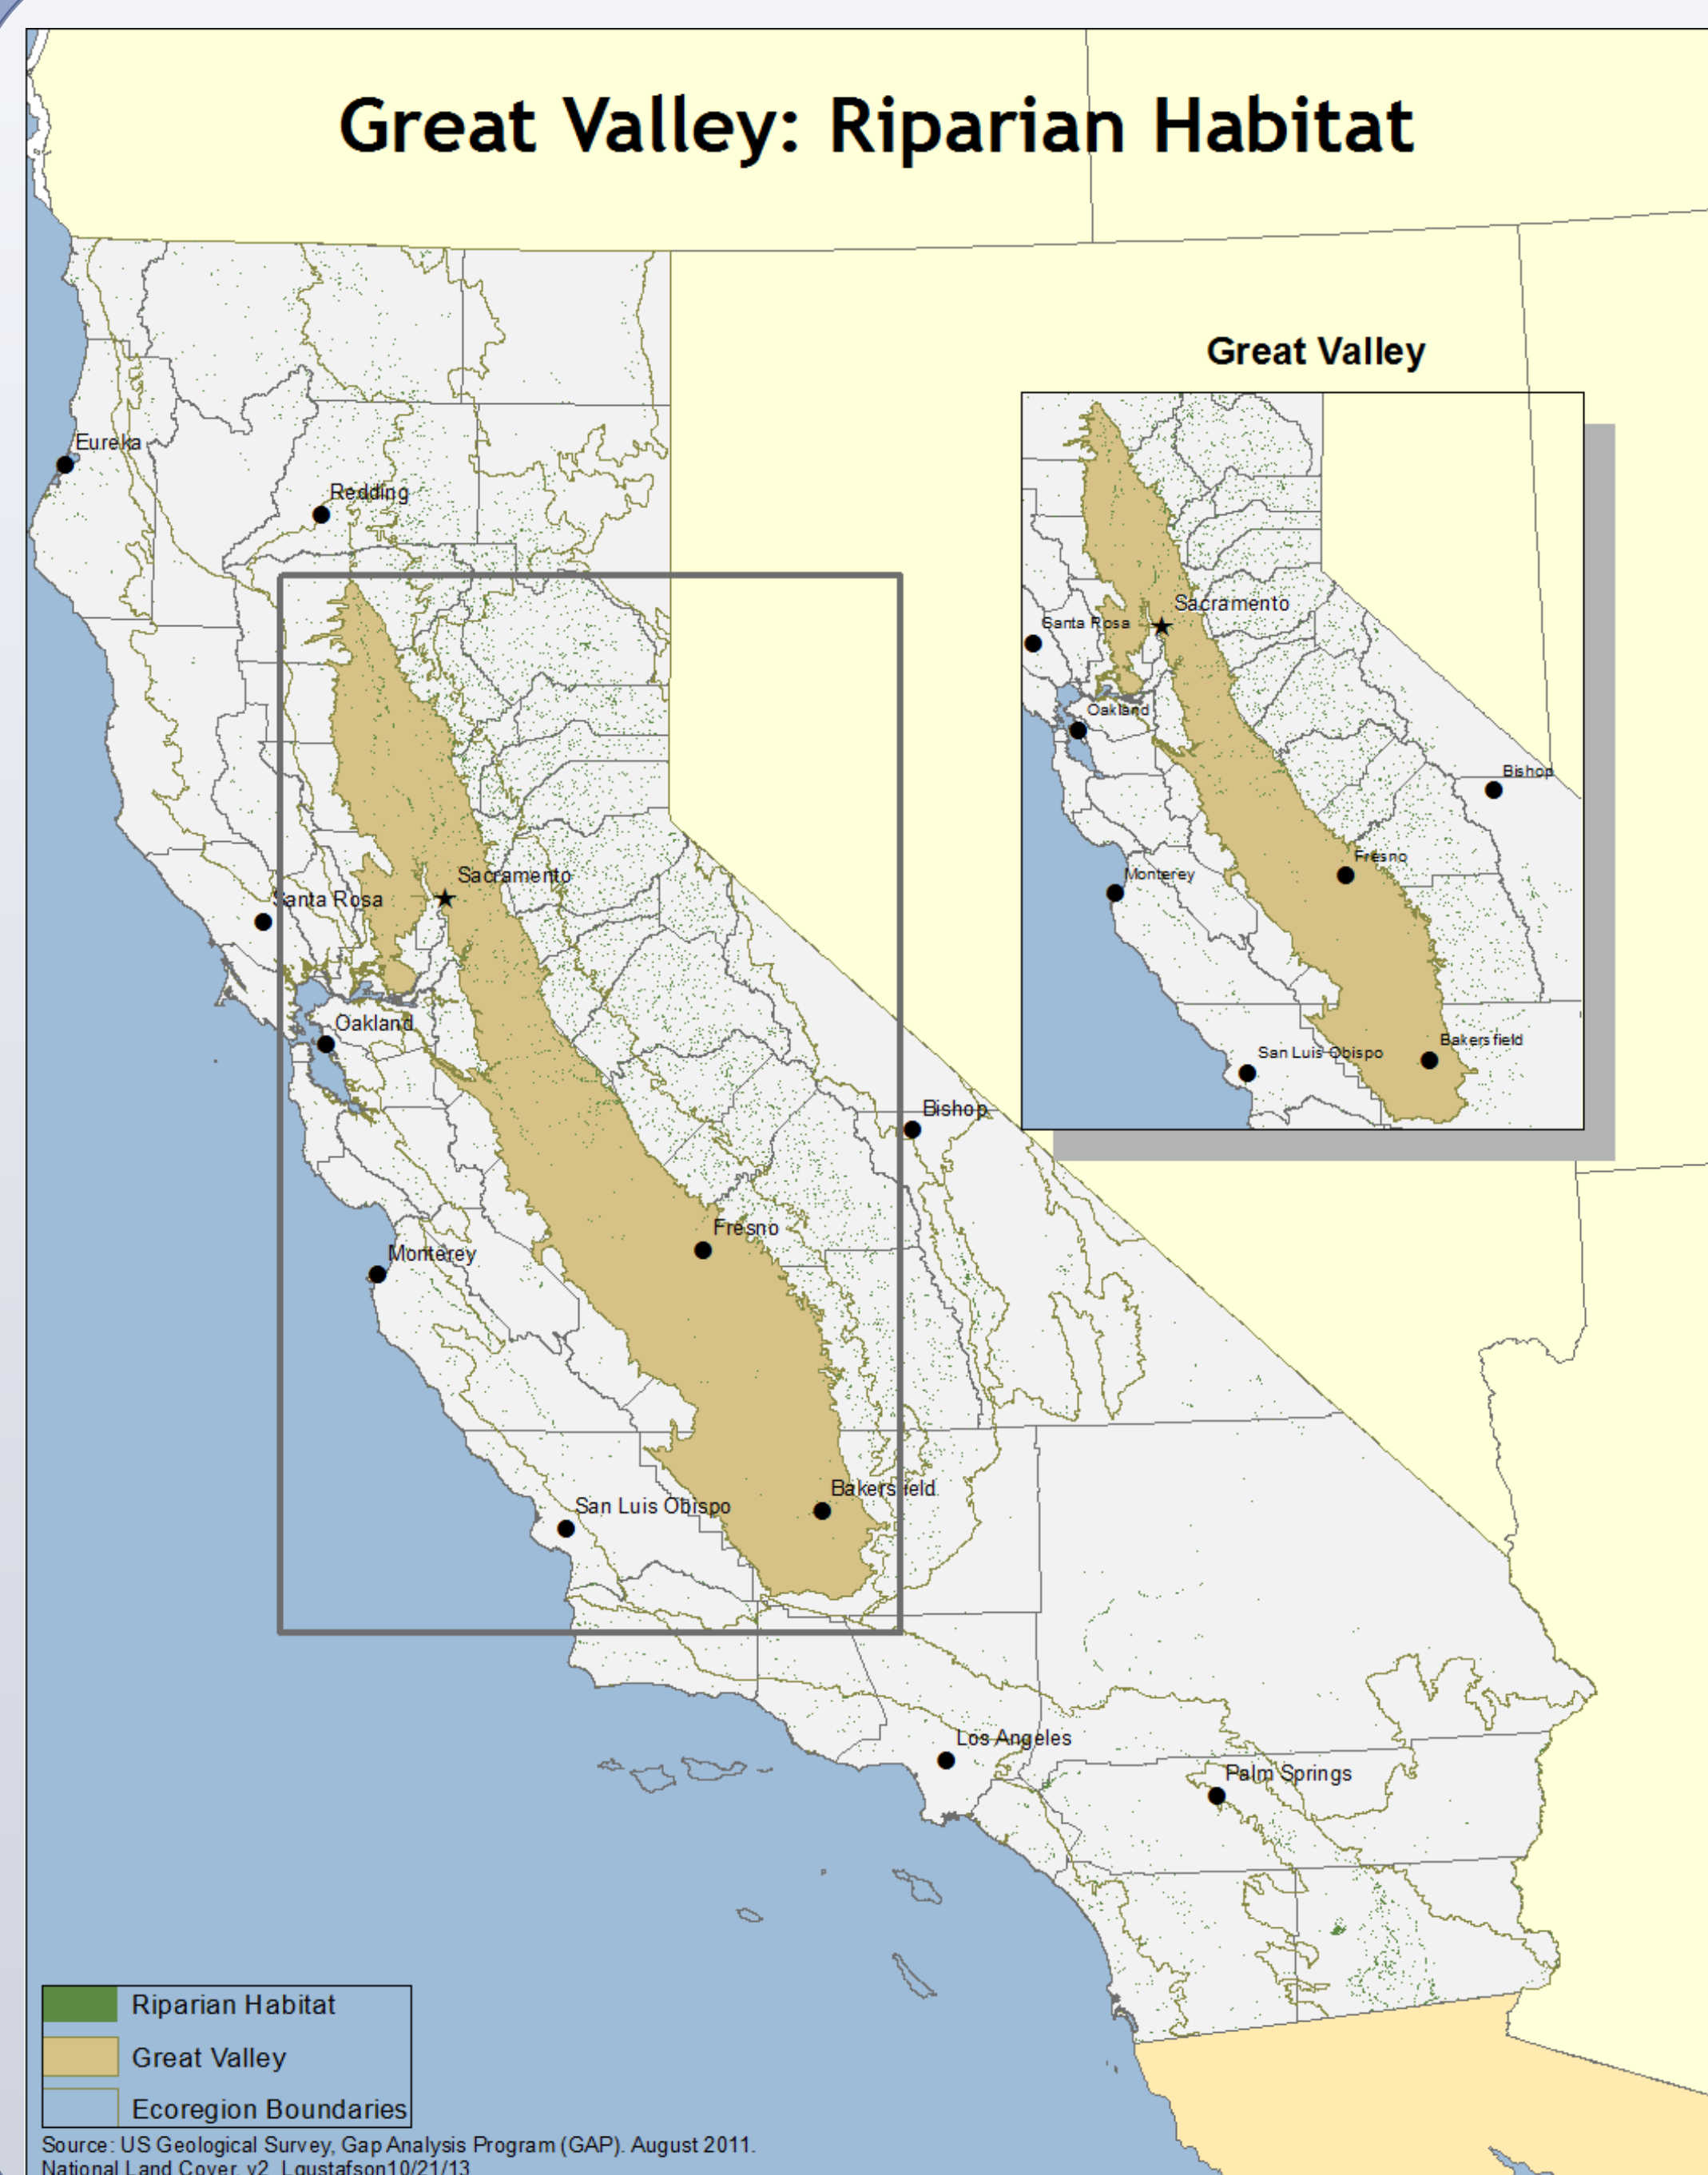 Great Valley: Riparian Habitat
Great Valley
Eureka
Redding
Sacramento
Santa Rosa
Oakland
Bishop
Fresno
Monterey
Bakersfield
San Luis Obispo
Sacramento
Santa Rosa
Oakland
Bishop
Monterey
Fresno
Bakersfield
San Luis Obispo
Los Angeles
Palm Springs
Riparian Habitat
Great Valley
Ecoregion Boundaries
Source: US Geological Survey, Gap Analysis Program (GAP). August 2011.
National Land Cover, v2. Lgustafson10/21/13